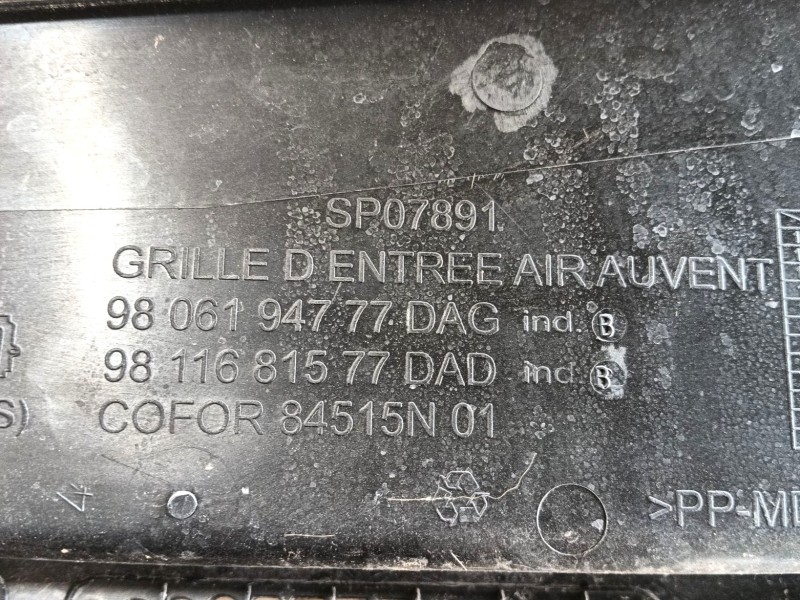 SP07891
GRILLE D ENTREE AIR AUVENT
98 061 947 77 DAG ind. B
98 116 815 77 DAD ind. B
COFOR 84515N 01
S)
4
>PP-M